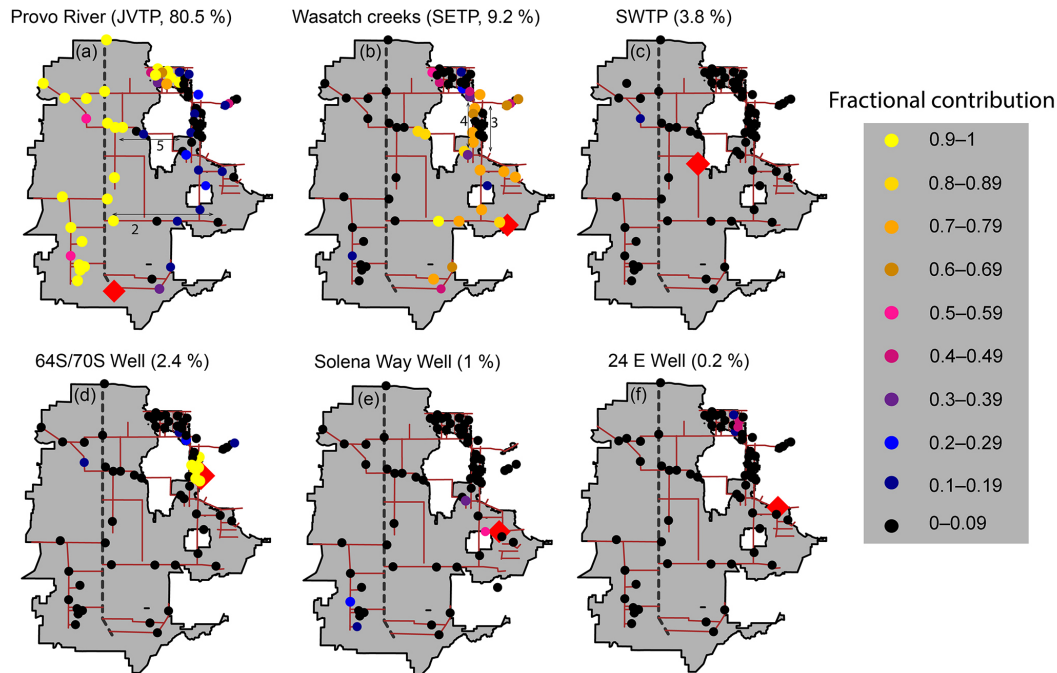 Provo River (JVTP, 80.5 %)
Wasatch creeks (SETP, 9.2 %)
SWTP (3.8 %)
(a)
(b)
(c)
5
2
4
3
Fractional contribution
0.9–1
0.8–0.89
0.7–0.79
0.6–0.69
0.5–0.59
0.4–0.49
0.3–0.39
0.2–0.29
0.1–0.19
0–0.09
64S/70S Well (2.4 %)
Solena Way Well (1 %)
24 E Well (0.2 %)
(d)
(e)
(f)